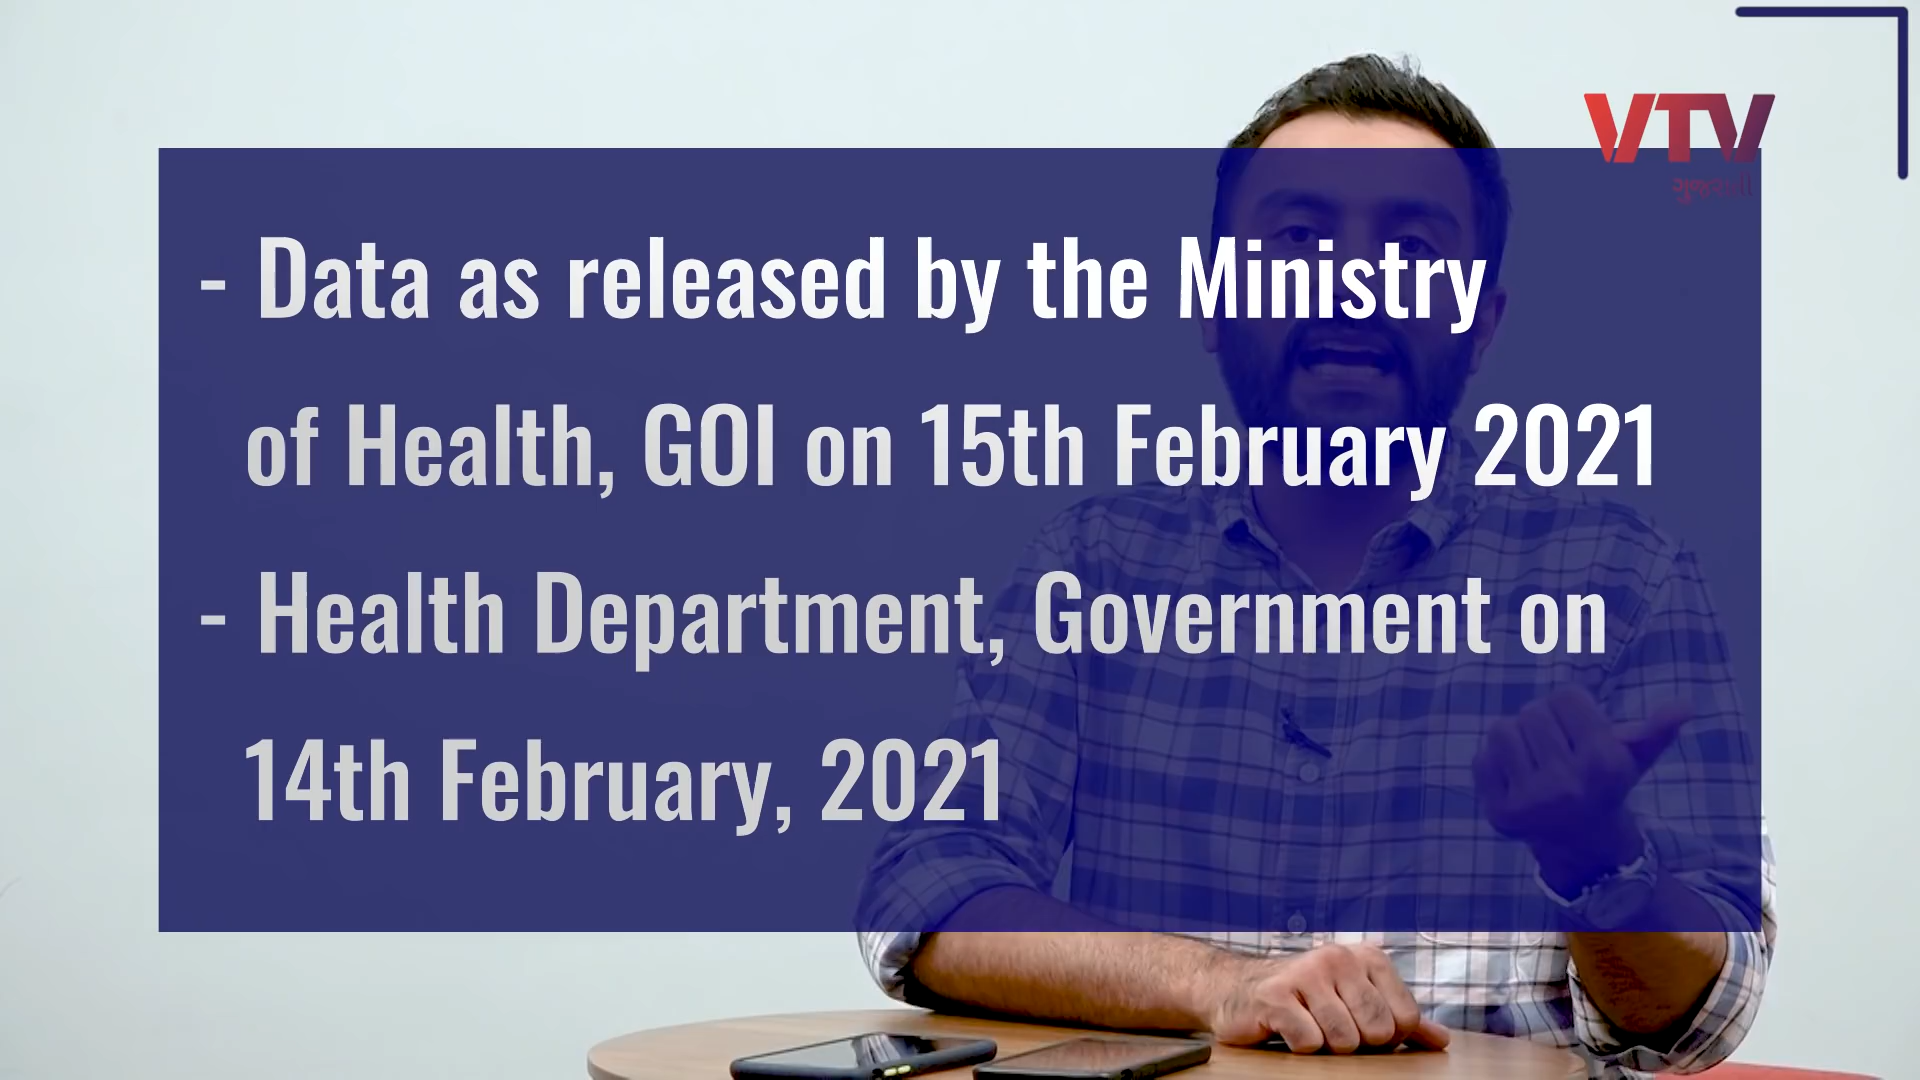 VTV
ગુજરાતી
- Data as released by the Ministry
of Health, GOI on 15th February 2021
- Health Department, Government on
14th February, 2021